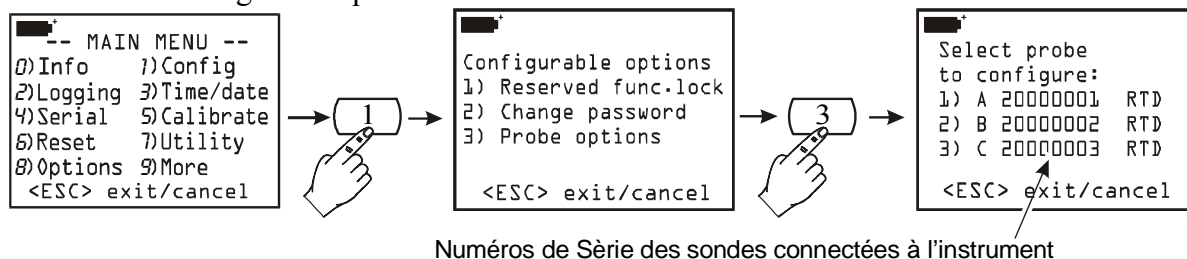 -- MAIN MENU --
0)Info 1)Config
2)Logging 3)Time/date
4)Serial 5)Calibrate
6)Reset 7)Utility
8)Options 9)More
<ESC> exit/cancel
1
Configurable options
1) Reserved func.lock
2) Change password
3) Probe options
<ESC> exit/cancel
3
Select probe
to configure:
1) A 20000001 RTD
2) B 20000002 RTD
3) C 20000003 RTD
<ESC> exit/cancel
Numéros de Sèrie des sondes connectées à l'instrument